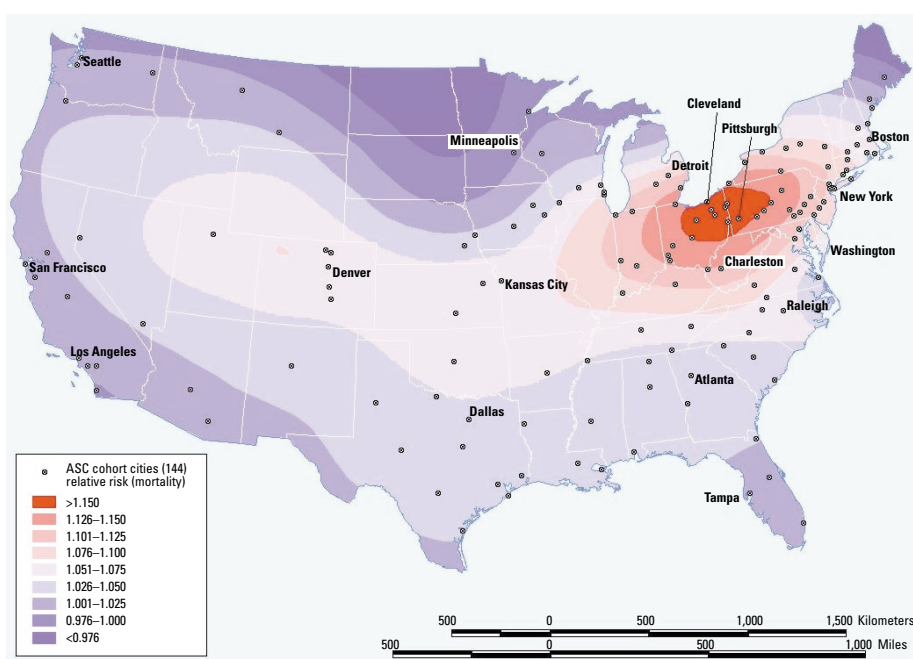 Seattle
Cleveland
Pittsburgh
Minneapolis
Detroit
Boston
New York
Washington
San Francisco
Denver
Kansas City
Charleston
Raleigh
Los Angeles
Atlanta
Dallas
Tampa
ASC cohort cities (144)
relative risk (mortality)
>1.150
1.126–1.150
1.101–1.125
1.076–1.100
1.051–1.075
1.026–1.050
1.001–1.025
0.976–1.000
<0.976
500 0 500 1,000 1,500 Kilometers
500 0 500 1,000 Miles